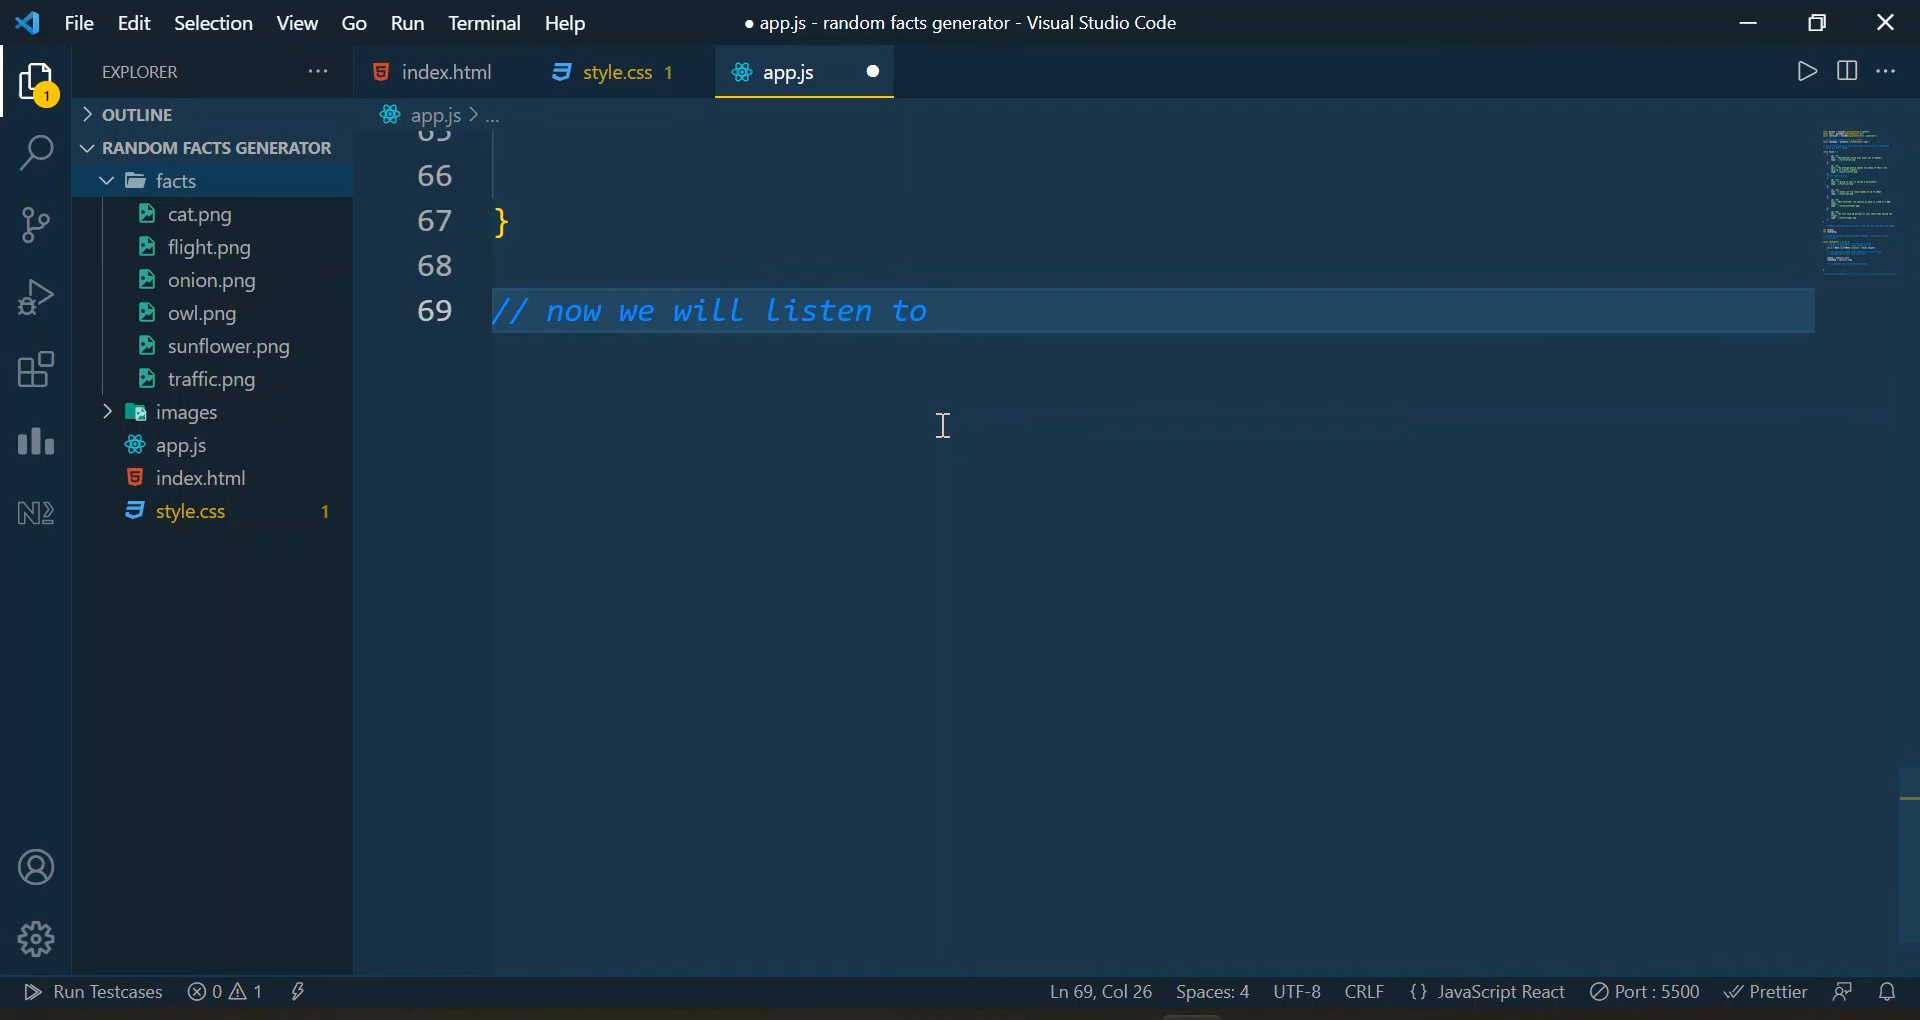 File Edit Selection View Go Run Terminal Help
● app.js - random facts generator - Visual Studio Code
EXPLORER
index.html
style.css 1
app.js
1
OUTLINE
app.js > ...
RANDOM FACTS GENERATOR
65
facts
66
cat.png
67 }
flight.png
68
onion.png
69 // now we will listen to
owl.png
sunflower.png
traffic.png
images
app.js
index.html
style.css 1
Run Testcases 0 1
Ln 69, Col 26 Spaces: 4 UTF-8 CRLF {} JavaScript React Port : 5500 Prettier